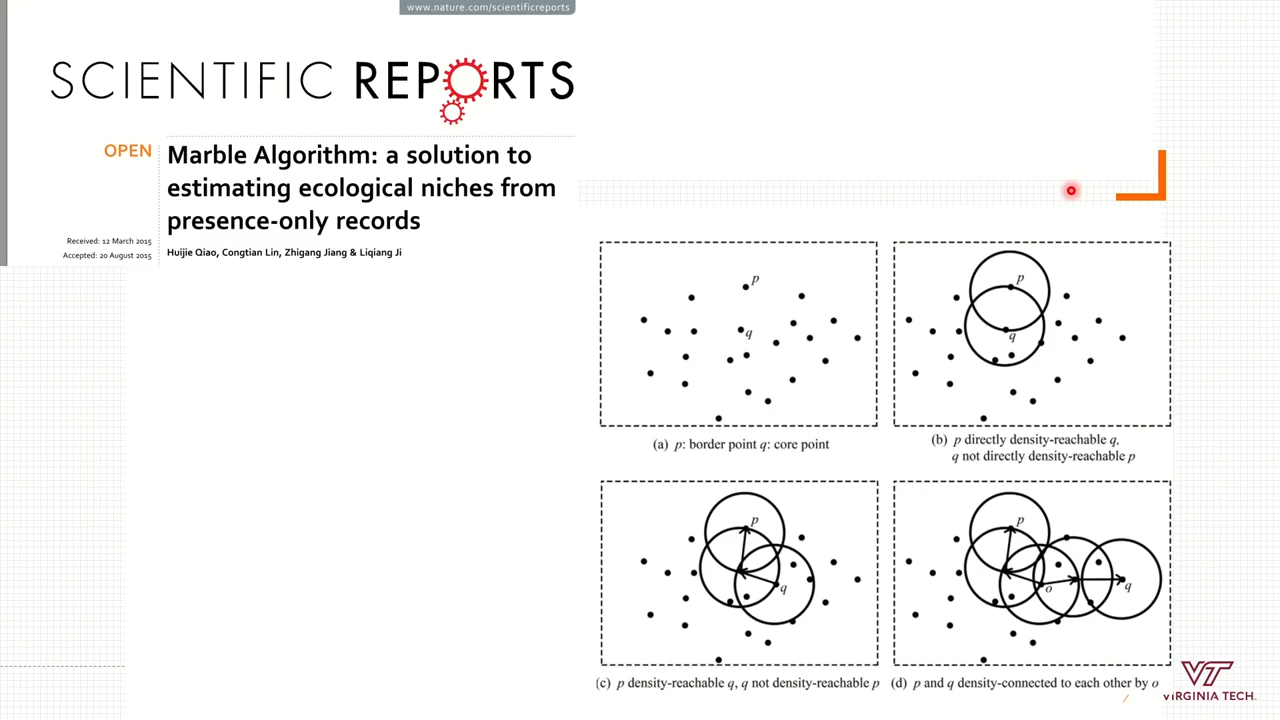 www.nature.com/scientificreports
SCIENTIFIC REPORTS
OPEN
Marble Algorithm: a solution to
estimating ecological niches from
presence-only records
Received: 12 March 2015
Accepted: 20 August 2015
Huijie Qiao, Congtian Lin, Zhigang Jiang & Liqiang Ji
p
q
(a) p: border point q: core point
p
q
(b) p directly density-reachable q,
q not directly density-reachable p
p
q
(c) p density-reachable q, q not density-reachable p
p
o
q
(d) p and q density-connected to each other by o
VT
VIRGINIA TECH.